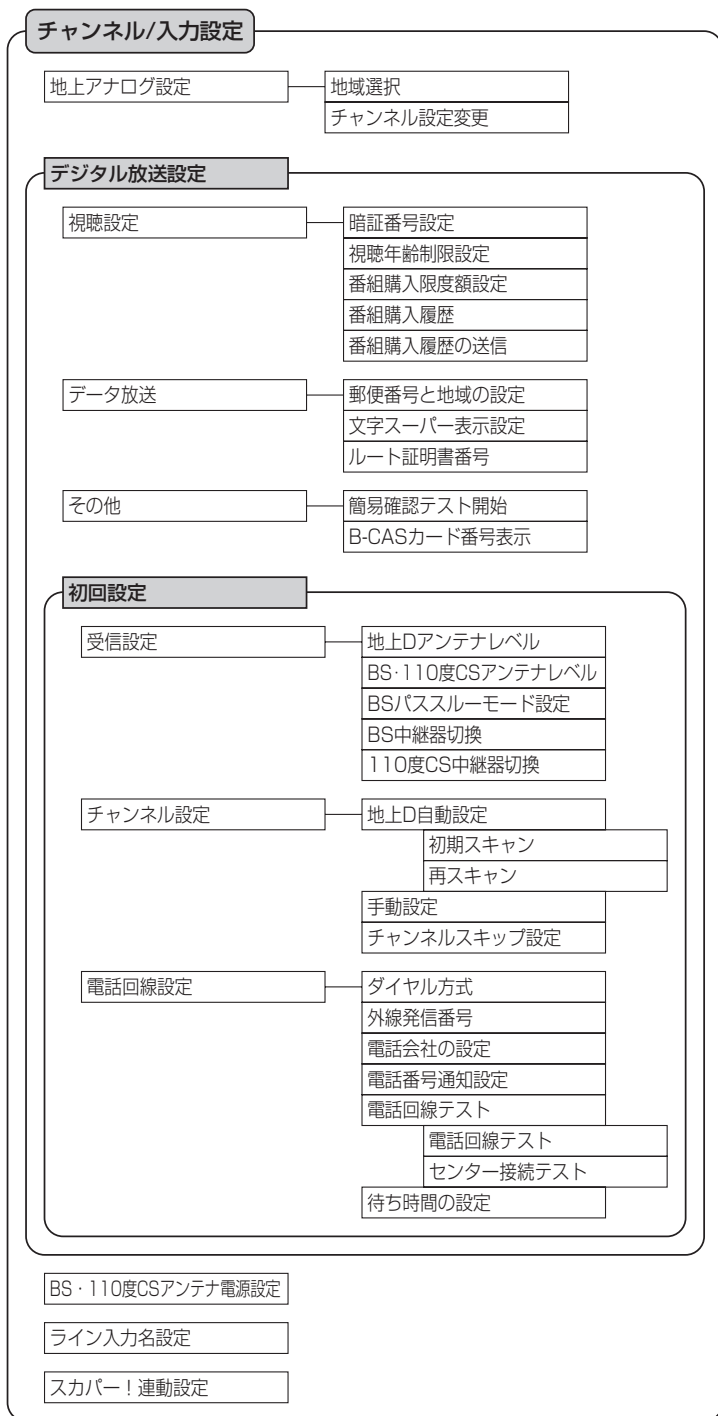 チャンネル/入力設定
地上アナログ設定
地域選択
チャンネル設定変更
デジタル放送設定
視聴設定
暗証番号設定
視聴年齢制限設定
番組購入限度額設定
番組購入履歴
番組購入履歴の送信
データ放送
郵便番号と地域の設定
文字スーパー表示設定
ルート証明書番号
その他
簡易確認テスト開始
B-CASカード番号表示
初回設定
受信設定
地上Dアンテナレベル
BS·110度CSアンテナレベル
BSパススルーモード設定
BS中継器切換
110度CS中継器切換
チャンネル設定
地上D自動設定
初期スキャン
再スキャン
手動設定
チャンネルスキップ設定
電話回線設定
ダイヤル方式
外線発信番号
電話会社の設定
電話番号通知設定
電話回線テスト
電話回線テスト
センター接続テスト
待ち時間の設定
BS・110度CSアンテナ電源設定
ライン入力名設定
スカパー！連動設定